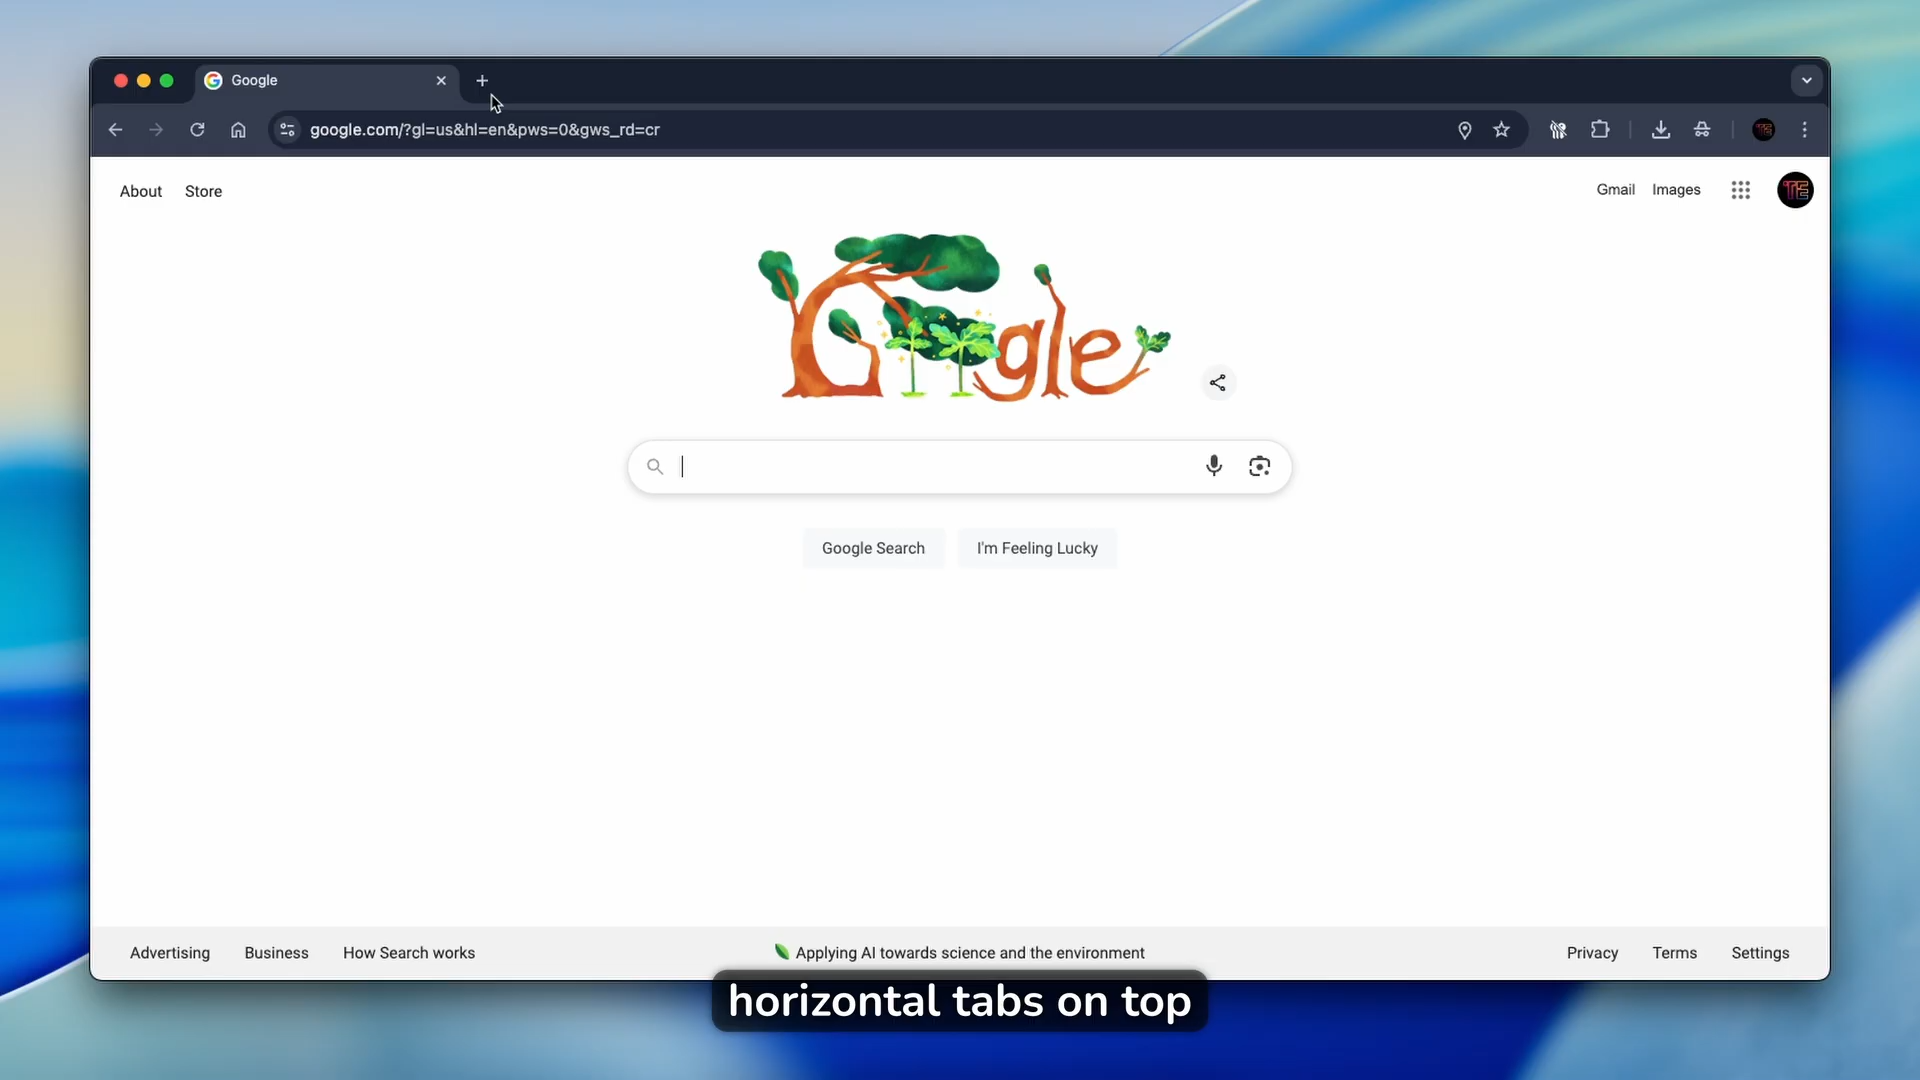 Google
google.com/?gl=us&hl=en&pws=0&gws_rd=cr
About Store
Gmail Images
TE
Google
Google Search I'm Feeling Lucky
Advertising Business How Search works
Applying AI towards science and the environment
Privacy Terms Settings
horizontal tabs on top